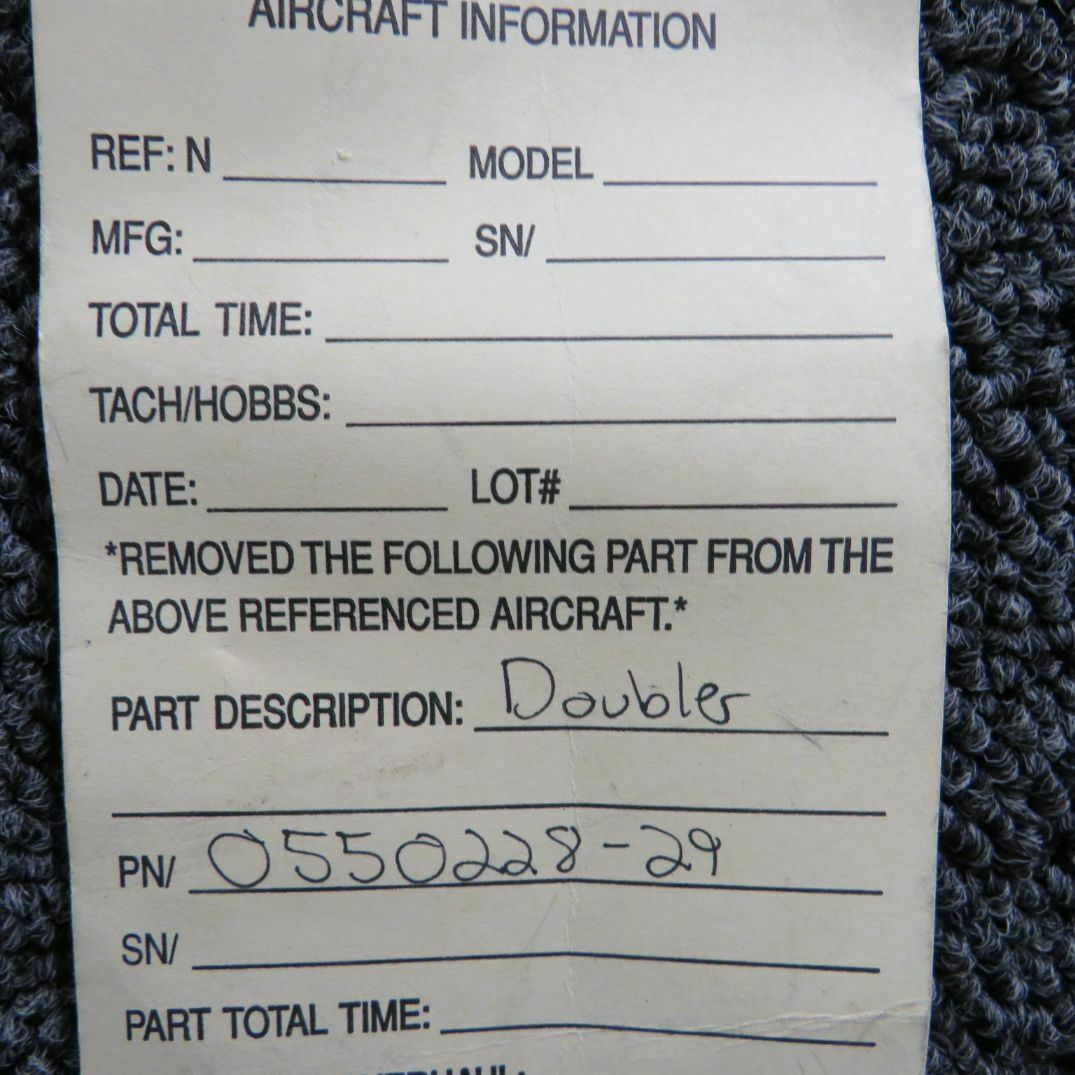 AIRCRAFT INFORMATION
REF: N MODEL
MFG: SN/
TOTAL TIME:
TACH/HOBBS:
DATE: LOT#
*REMOVED THE FOLLOWING PART FROM THE
ABOVE REFERENCED AIRCRAFT.*
PART DESCRIPTION: Doubler
PN/ 0550228-29
SN/
PART TOTAL TIME: